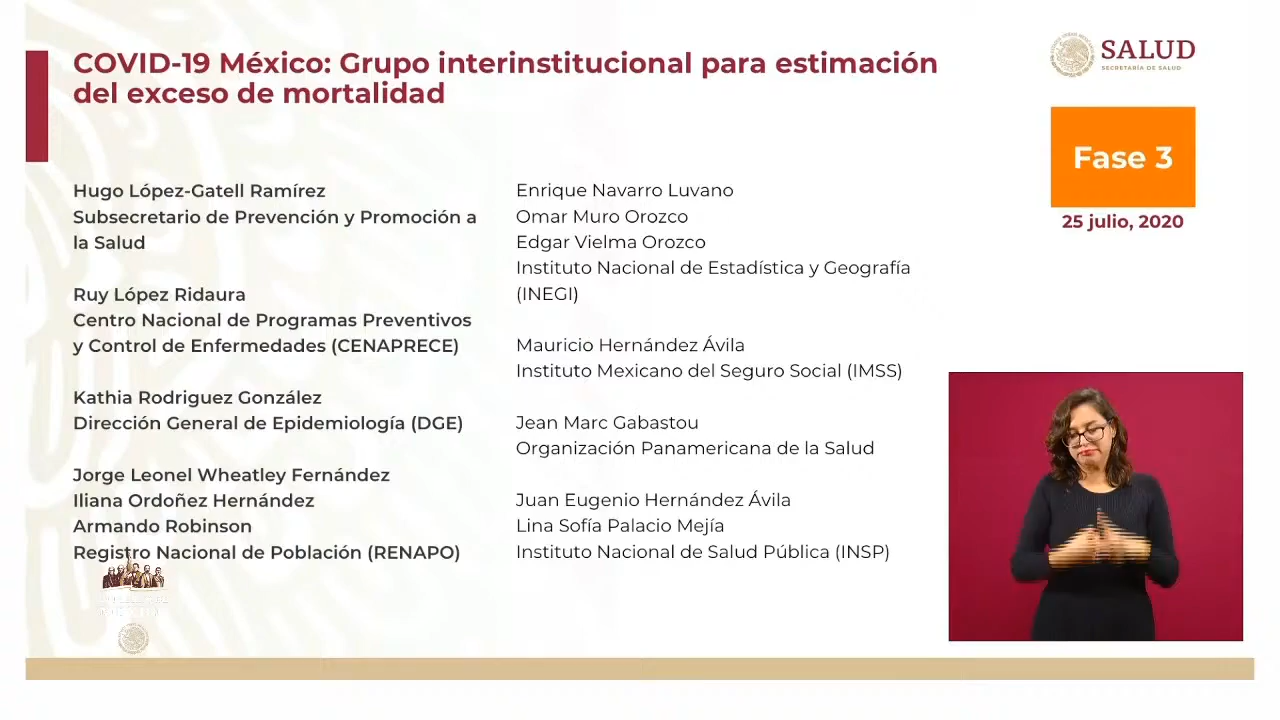 COVID-19 México: Grupo interinstitucional para estimación
del exceso de mortalidad
SALUD
SECRETARÍA DE SALUD
Fase 3
25 julio, 2020
Hugo López-Gatell Ramírez
Subsecretario de Prevención y Promoción a
la Salud
Ruy López Ridaura
Centro Nacional de Programas Preventivos
y Control de Enfermedades (CENAPRECE)
Kathia Rodriguez González
Dirección General de Epidemiología (DGE)
Jorge Leonel Wheatley Fernández
Iliana Ordoñez Hernández
Armando Robinson
Registro Nacional de Población (RENAPO)
Enrique Navarro Luvano
Omar Muro Orozco
Edgar Vielma Orozco
Instituto Nacional de Estadística y Geografía
(INEGI)
Mauricio Hernández Ávila
Instituto Mexicano del Seguro Social (IMSS)
Jean Marc Gabastou
Organización Panamericana de la Salud
Juan Eugenio Hernández Ávila
Lina Sofía Palacio Mejía
Instituto Nacional de Salud Pública (INSP)